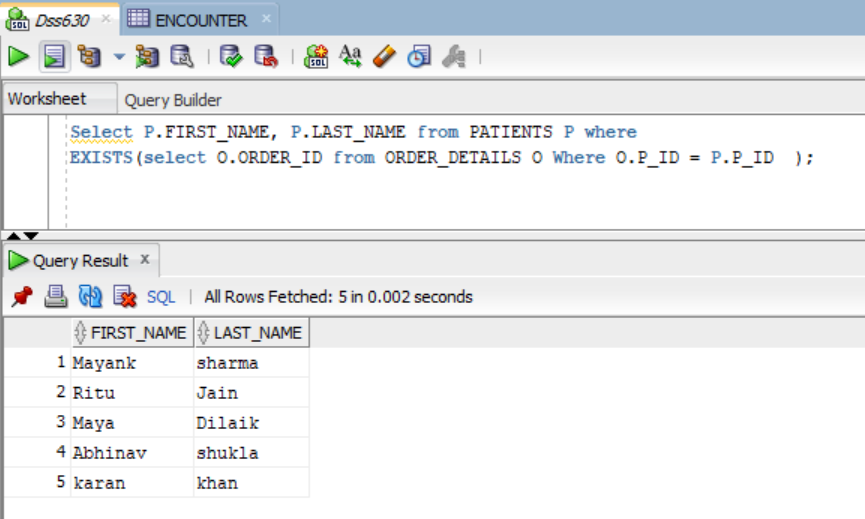 Dss630 ENCOUNTER
Worksheet Query Builder
Select P.FIRST_NAME, P.LAST_NAME from PATIENTS P where
EXISTS(select O.ORDER_ID from ORDER_DETAILS O Where O.P_ID = P.P_ID );
Query Result x
SQL | All Rows Fetched: 5 in 0.002 seconds
FIRST_NAME LAST_NAME
1 Mayank sharma
2 Ritu Jain
3 Maya Dilaik
4 Abhinav shukla
5 karan khan